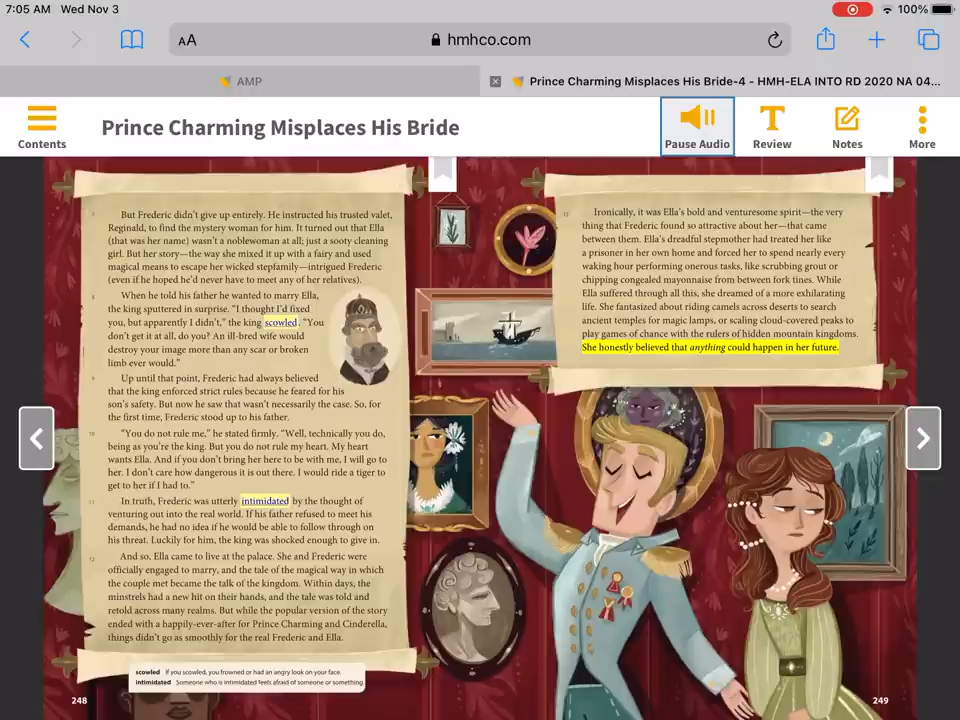 7:05 AM Wed Nov 3
100%
AA
hmhco.com
AMP
Prince Charming Misplaces His Bride-4 - HMH-ELA INTO RD 2020 NA 04...
Contents
Prince Charming Misplaces His Bride
Pause Audio
Review
Notes
More
7
But Frederic didn't give up entirely. He instructed his trusted valet,
Reginald, to find the mystery woman for him. It turned out that Ella
(that was her name) wasn't a noblewoman at all; just a sooty cleaning
girl. But her story—the way she mixed it up with a fairy and used
magical means to escape her wicked stepfamily—intrigued Frederic
(even if he hoped he'd never have to meet any of her relatives).
8
When he told his father he wanted to marry Ella,
the king sputtered in surprise. “I thought I'd fixed
you, but apparently I didn't,” the king scowled. “You
don't get it at all, do you? An ill-bred wife would
destroy your image more than any scar or broken
limb ever would.”
9
Up until that point, Frederic had always believed
that the king enforced strict rules because he feared for his
son's safety. But now he saw that wasn't necessarily the case. So, for
the first time, Frederic stood up to his father.
10
“You do not rule me,” he stated firmly. “Well, technically you do,
being as you're the king. But you do not rule my heart. My heart
wants Ella. And if you don't bring her here to be with me, I will go to
her. I don't care how dangerous it is out there. I would ride a tiger to
get to her if I had to.”
11
In truth, Frederic was utterly intimidated by the thought of
venturing out into the real world. If his father refused to meet his
demands, he had no idea if he would be able to follow through on
his threat. Luckily for him, the king was shocked enough to give in.
12
And so, Ella came to live at the palace. She and Frederic were
officially engaged to marry, and the tale of the magical way in which
the couple met became the talk of the kingdom. Within days, the
minstrels had a new hit on their hands, and the tale was told and
retold across many realms. But while the popular version of the story
ended with a happily-ever-after for Prince Charming and Cinderella,
things didn't go as smoothly for the real Frederic and Ella.
scowled If you scowled, you frowned or had an angry look on your face.
intimidated Someone who is intimidated feels afraid of someone or something.
248
13
Ironically, it was Ella's bold and venturesome spirit—the very
thing that Frederic found so attractive about her—that came
between them. Ella's dreadful stepmother had treated her like
a prisoner in her own home and forced her to spend nearly every
waking hour performing onerous tasks, like scrubbing grout or
chipping congealed mayonnaise from between fork tines. While
Ella suffered through all this, she dreamed of a more exhilarating
life. She fantasized about riding camels across deserts to search
ancient temples for magic lamps, or scaling cloud-covered peaks to
play games of chance with the rulers of hidden mountain kingdoms.
She honestly believed that anything could happen in her future.
249